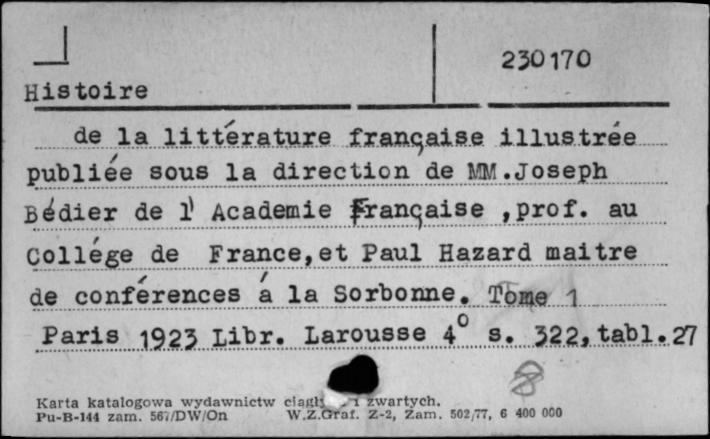 230170
Histoire
de la littérature française illustrée
publiée sous la direction de MM.Joseph
Bédier de l' Academie française ,prof. au
Collége de France,et Paul Hazard maitre
de conférences á la Sorbonne. Tome 1
Paris 1923 Libr. Larousse 4° s. 322,tabl.27
8
Karta katalogowa wydawnictw i zwartych.
Pu-B-144 zam. 567/DW/On W.Z.Graf. Z-2, Zam. 502/77, 6 400 000